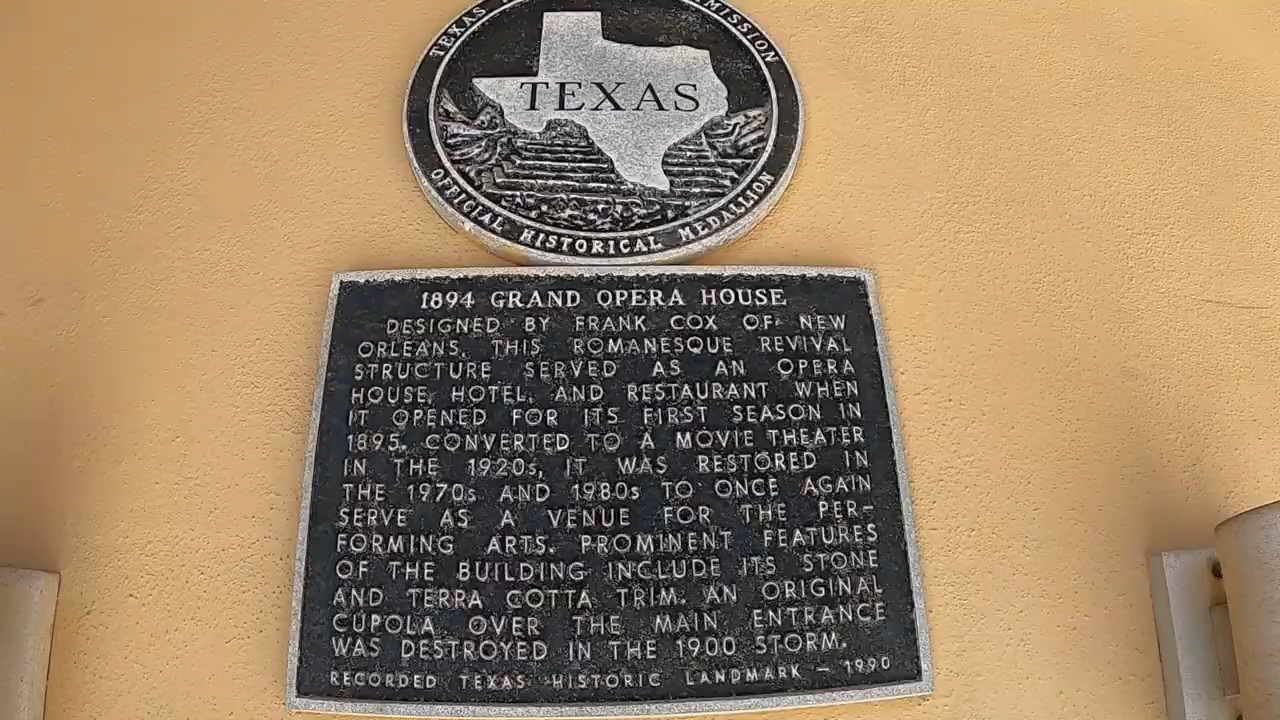 TEXAS
MISSION
TEXAS
OFFICIAL HISTORICAL MEDALLION
1894 GRAND OPERA HOUSE
DESIGNED BY FRANK COX OF NEW
ORLEANS, THIS ROMANESQUE REVIVAL
STRUCTURE SERVED AS AN OPERA
HOUSE, HOTEL, AND RESTAURANT WHEN
IT OPENED FOR ITS FIRST SEASON IN
1895. CONVERTED TO A MOVIE THEATER
IN THE 1920s, IT WAS RESTORED IN
THE 1970s AND 1980s TO ONCE AGAIN
SERVE AS A VENUE FOR THE PER-
FORMING ARTS. PROMINENT FEATURES
OF THE BUILDING INCLUDE ITS STONE
AND TERRA COTTA TRIM. AN ORIGINAL
CUPOLA OVER THE MAIN ENTRANCE
WAS DESTROYED IN THE 1900 STORM.
RECORDED TEXAS HISTORIC LANDMARK – 1990